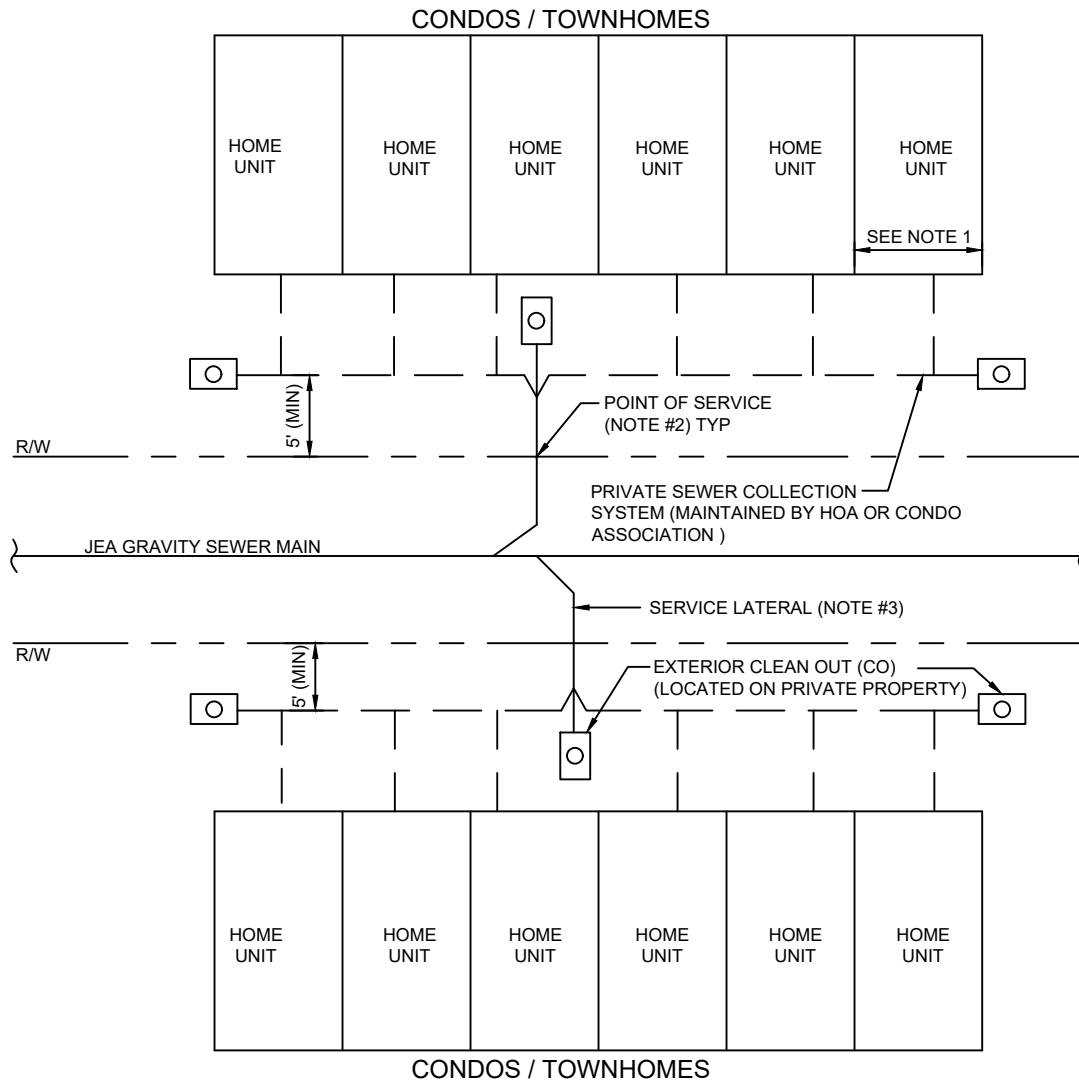 CONDOS / TOWNHOMES
HOME
UNIT
HOME
UNIT
HOME
UNIT
HOME
UNIT
HOME
UNIT
HOME
UNIT
SEE NOTE 1
5' (MIN)
POINT OF SERVICE
(NOTE #2) TYP
R/W
PRIVATE SEWER COLLECTION
SYSTEM (MAINTAINED BY HOA OR CONDO
ASSOCIATION )
JEA GRAVITY SEWER MAIN
SERVICE LATERAL (NOTE #3)
R/W
5' (MIN)
EXTERIOR CLEAN OUT (CO)
(LOCATED ON PRIVATE PROPERTY)
HOME
UNIT
HOME
UNIT
HOME
UNIT
HOME
UNIT
HOME
UNIT
HOME
UNIT
CONDOS / TOWNHOMES